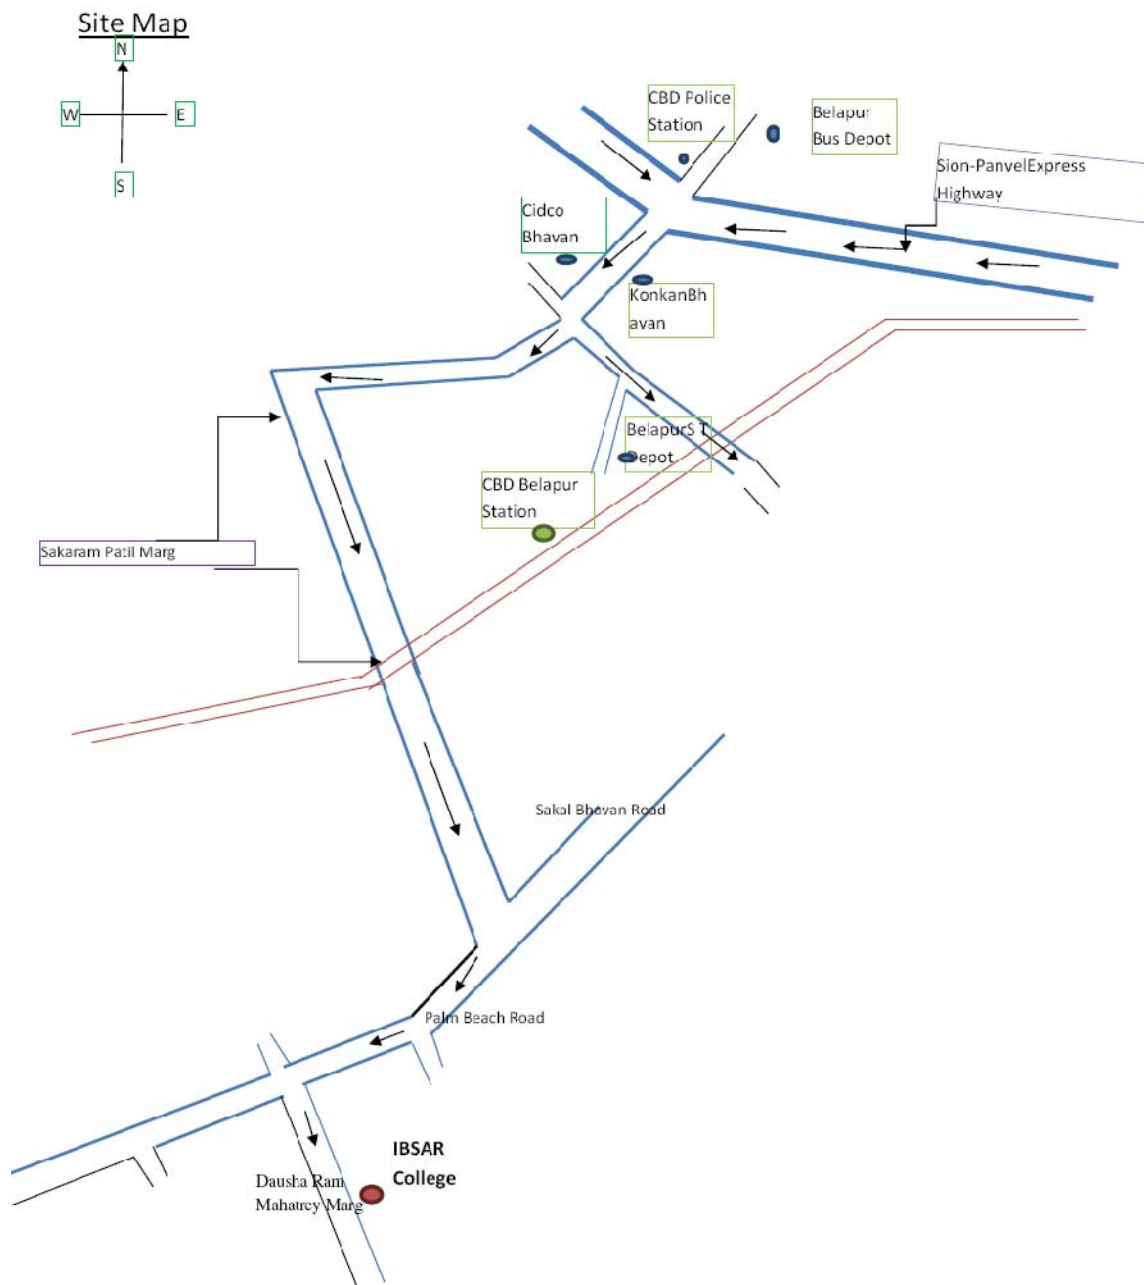 Site Map
N
W
E
S
CBD Police
Station
Belapur
Bus Depot
Sion-PanvelExpress
Highway
Cidco
Bhavan
KonkanBh
avan
BelapurS T
Depot
CBD Belapur
Station
Sakaram Patil Marg
Sakal Bhavan Road
Palm Beach Road
IBSAR
College
Dausha Ram
Mahatrey Marg